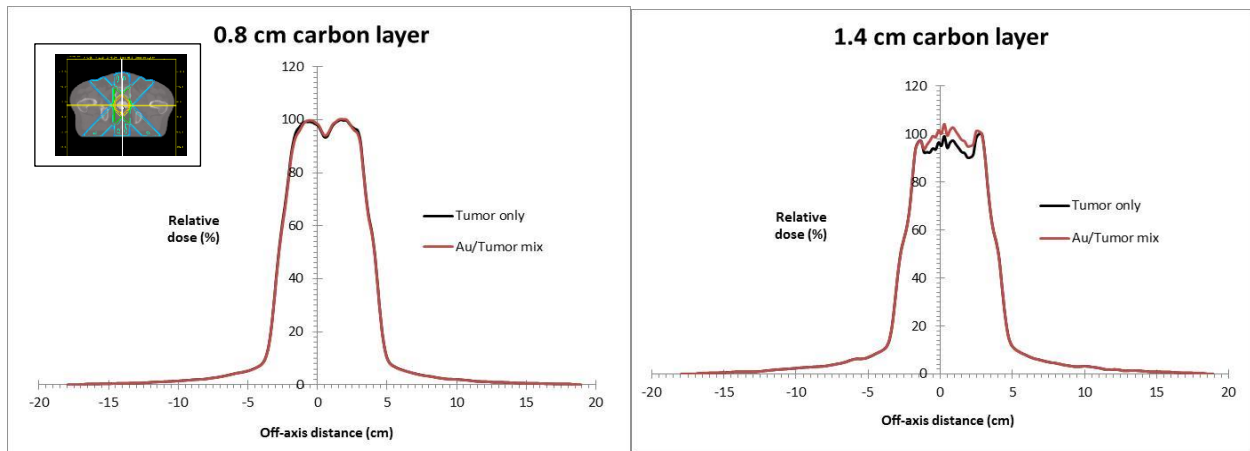 0.8 cm carbon layer
120
100
80
60
40
20
0
Relative
dose (%)
Tumor only
Au/Tumor mix
-20
-15
-10
-5
0
5
10
15
20
Off-axis distance (cm)
1.4 cm carbon layer
120
100
80
60
40
20
0
Relative
dose (%)
Tumor only
Au/Tumor mix
-20
-15
-10
-5
0
5
10
15
20
Off-axis distance (cm)